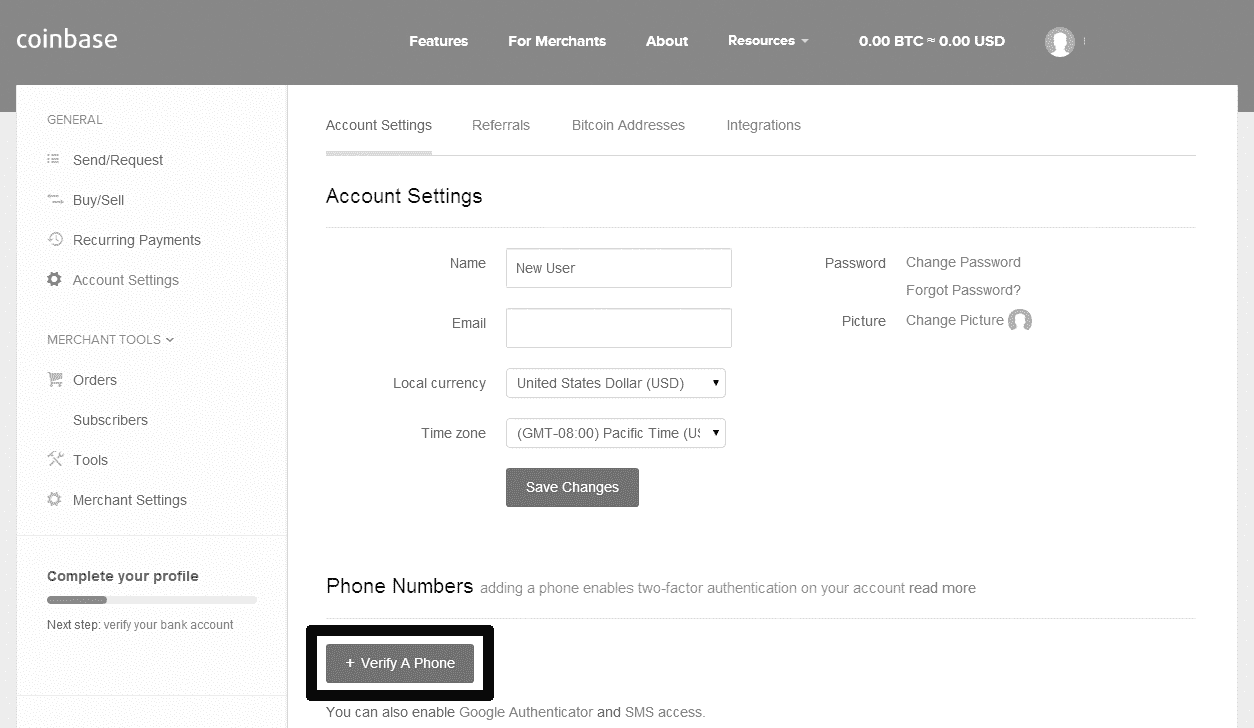 coinbase
Features For Merchants About Resources 0.00 BTC ≈ 0.00 USD
GENERAL
Send/Request
Buy/Sell
Recurring Payments
Account Settings
MERCHANT TOOLS
Orders
Subscribers
Tools
Merchant Settings
Complete your profile
Next step: verify your bank account
Account Settings Referrals Bitcoin Addresses Integrations
Account Settings
Name New User
Email
Local currency United States Dollar (USD)
Time zone (GMT-08:00) Pacific Time (US
Save Changes
Password Change Password
Forgot Password?
Picture Change Picture
Phone Numbers adding a phone enables two-factor authentication on your account read more
+ Verify A Phone
You can also enable Google Authenticator and SMS access.